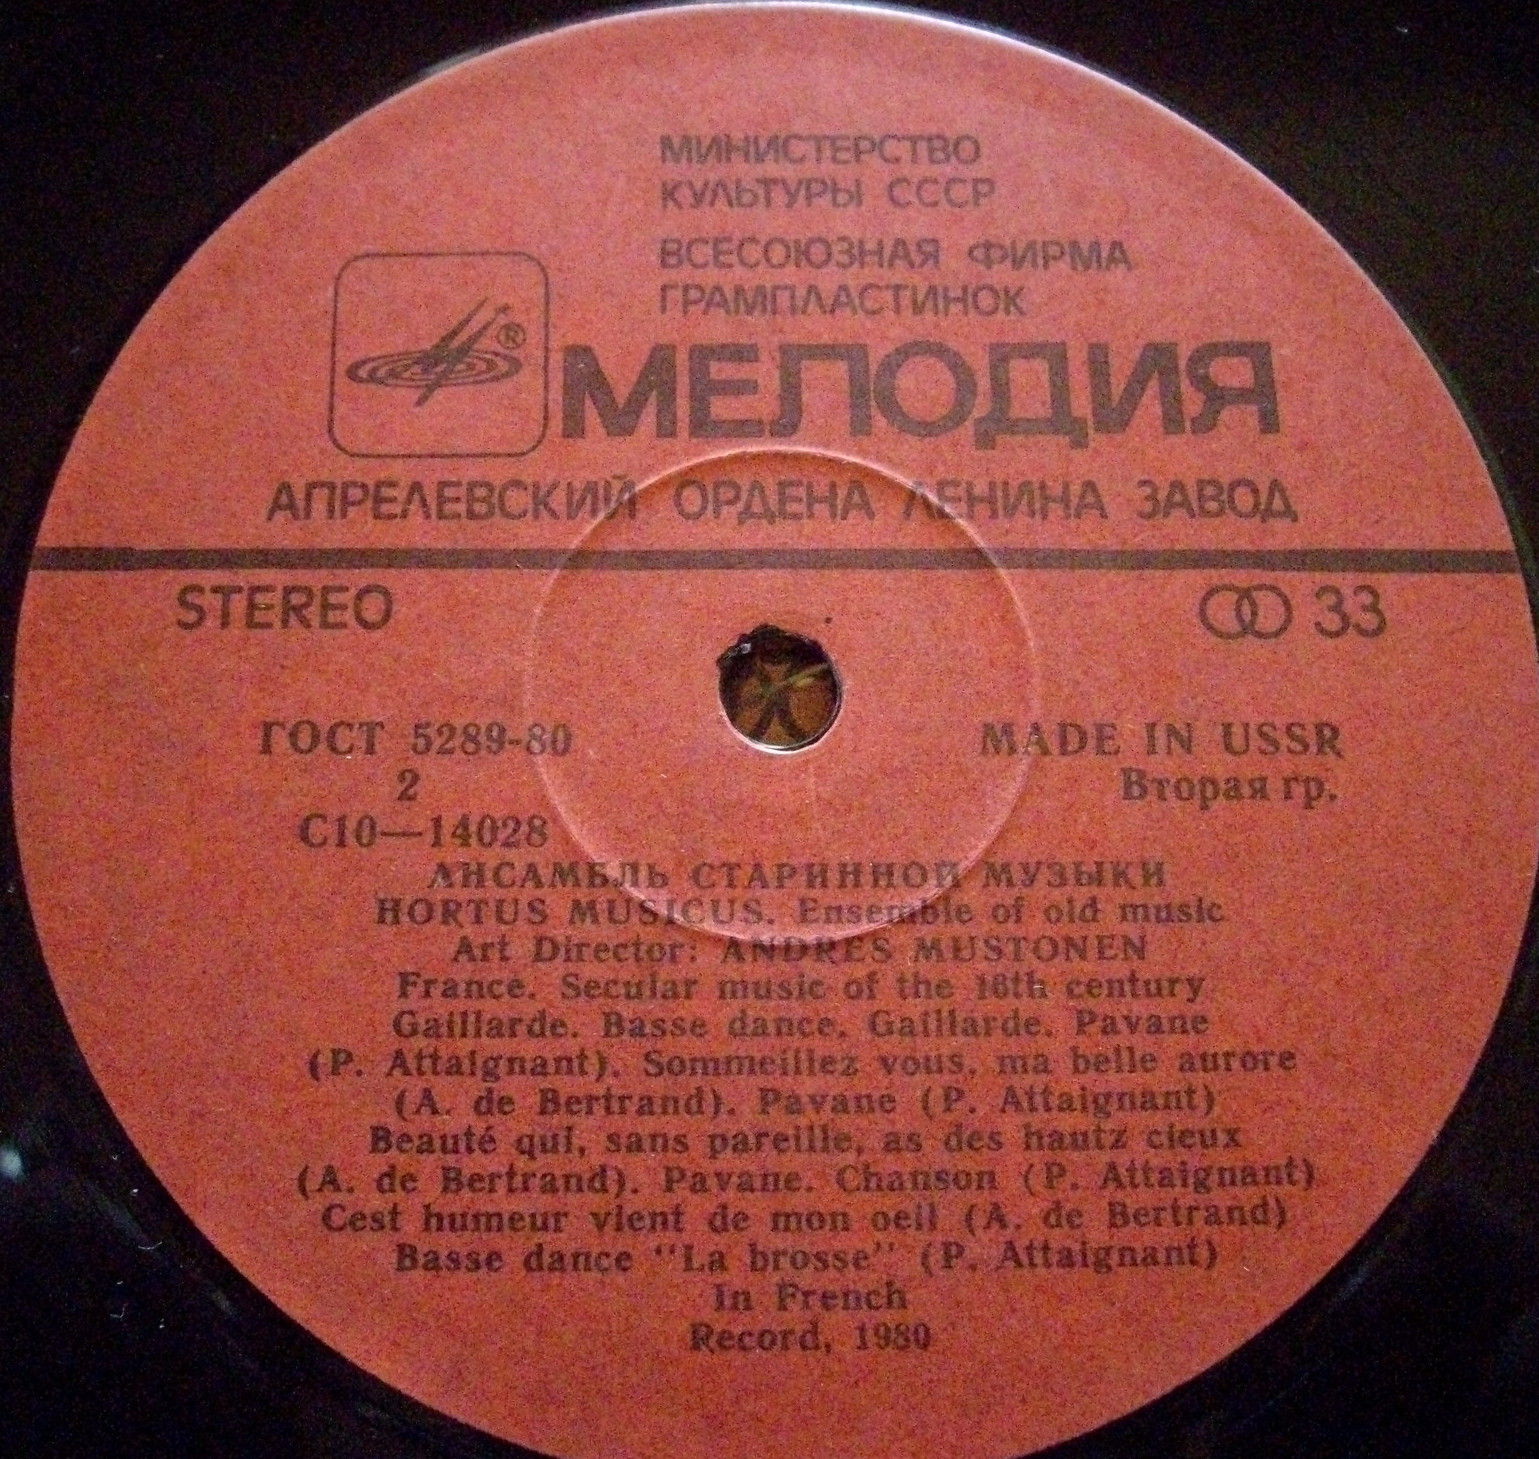 МИНИСТЕРСТВО
КУЛЬТУРЫ СССР
ВСЕСОЮЗНАЯ ФИРМА
ГРАМПЛАСТИНОК
®
МЕЛОДИЯ
АПРЕЛЕВСКИЙ ОРДЕНА ЛЕНИНА ЗАВОД
STEREO 33
ГОСТ 5289-80 MADE IN USSR
2 Вторая гр.
С10—14028
АНСАМБЛЬ СТАРИННОЙ МУЗЫКИ
HORTUS MUSICUS. Ensemble of old music
Art Director: ANDRES MUSTONEN
France. Secular music of the 16th century
Gaillarde. Basse dance. Gaillarde. Pavane
(P. Attaignant). Sommeillez vous, ma belle aurore
(A. de Bertrand). Pavane (P. Attaignant)
Beauté qui, sans pareille, as des hautz cieux
(A. de Bertrand). Pavane. Chanson (P. Attaignant)
Cest humeur vient de mon oeil (A. de Bertrand)
Basse dance "La brosse" (P. Attaignant)
In French
Record, 1980